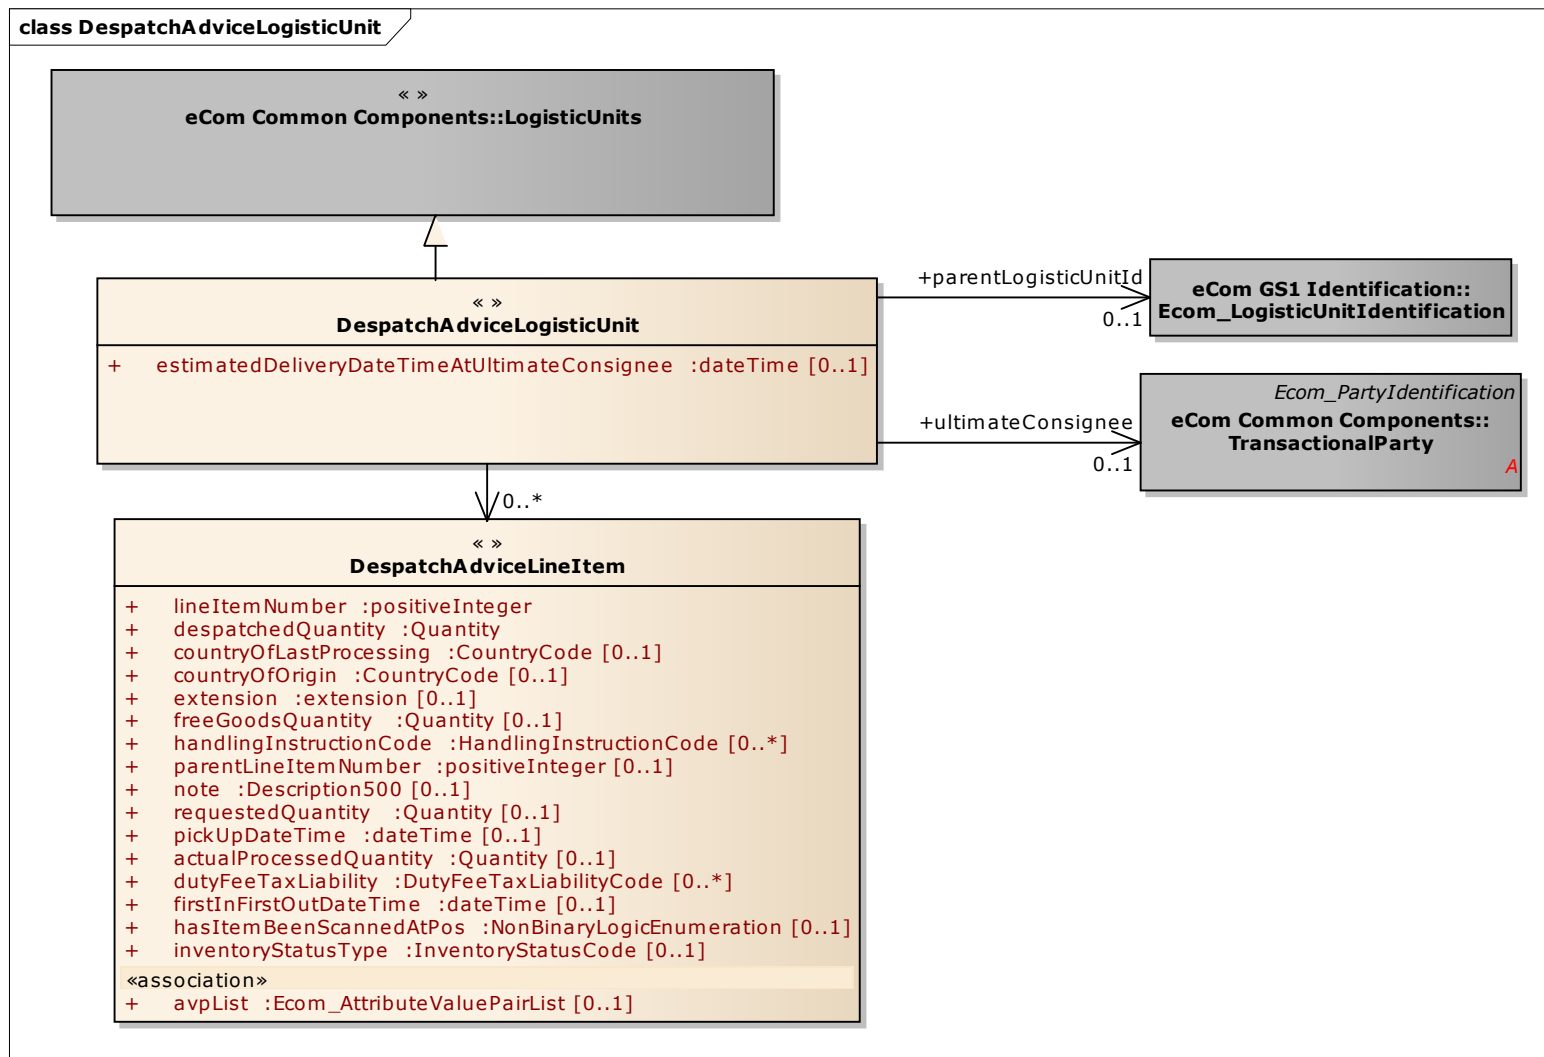 class DespatchAdviceLogisticUnit
« »
eCom Common Components::LogisticUnits
« »
DespatchAdviceLogisticUnit
+ estimatedDeliveryDateTimeAtUltimateConsignee :dateTime [0..1]
+parentLogisticUnitId
0..1
eCom GS1 Identification::
Ecom_LogisticUnitIdentification
+ultimateConsignee
0..1
Ecom_PartyIdentification
eCom Common Components::
TransactionalParty
A
0..*
« »
DespatchAdviceLineItem
+ lineItemNumber :positiveInteger
+ despatchedQuantity :Quantity
+ countryOfLastProcessing :CountryCode [0..1]
+ countryOfOrigin :CountryCode [0..1]
+ extension :extension [0..1]
+ freeGoodsQuantity :Quantity [0..1]
+ handlingInstructionCode :HandlingInstructionCode [0..*]
+ parentLineItemNumber :positiveInteger [0..1]
+ note :Description500 [0..1]
+ requestedQuantity :Quantity [0..1]
+ pickUpDateTime :dateTime [0..1]
+ actualProcessedQuantity :Quantity [0..1]
+ dutyFeeTaxLiability :DutyFeeTaxLiabilityCode [0..*]
+ firstInFirstOutDateTime :dateTime [0..1]
+ hasItemBeenScannedAtPos :NonBinaryLogicEnumeration [0..1]
+ inventoryStatusType :InventoryStatusCode [0..1]
«association»
+ avpList :Ecom_AttributeValuePairList [0..1]